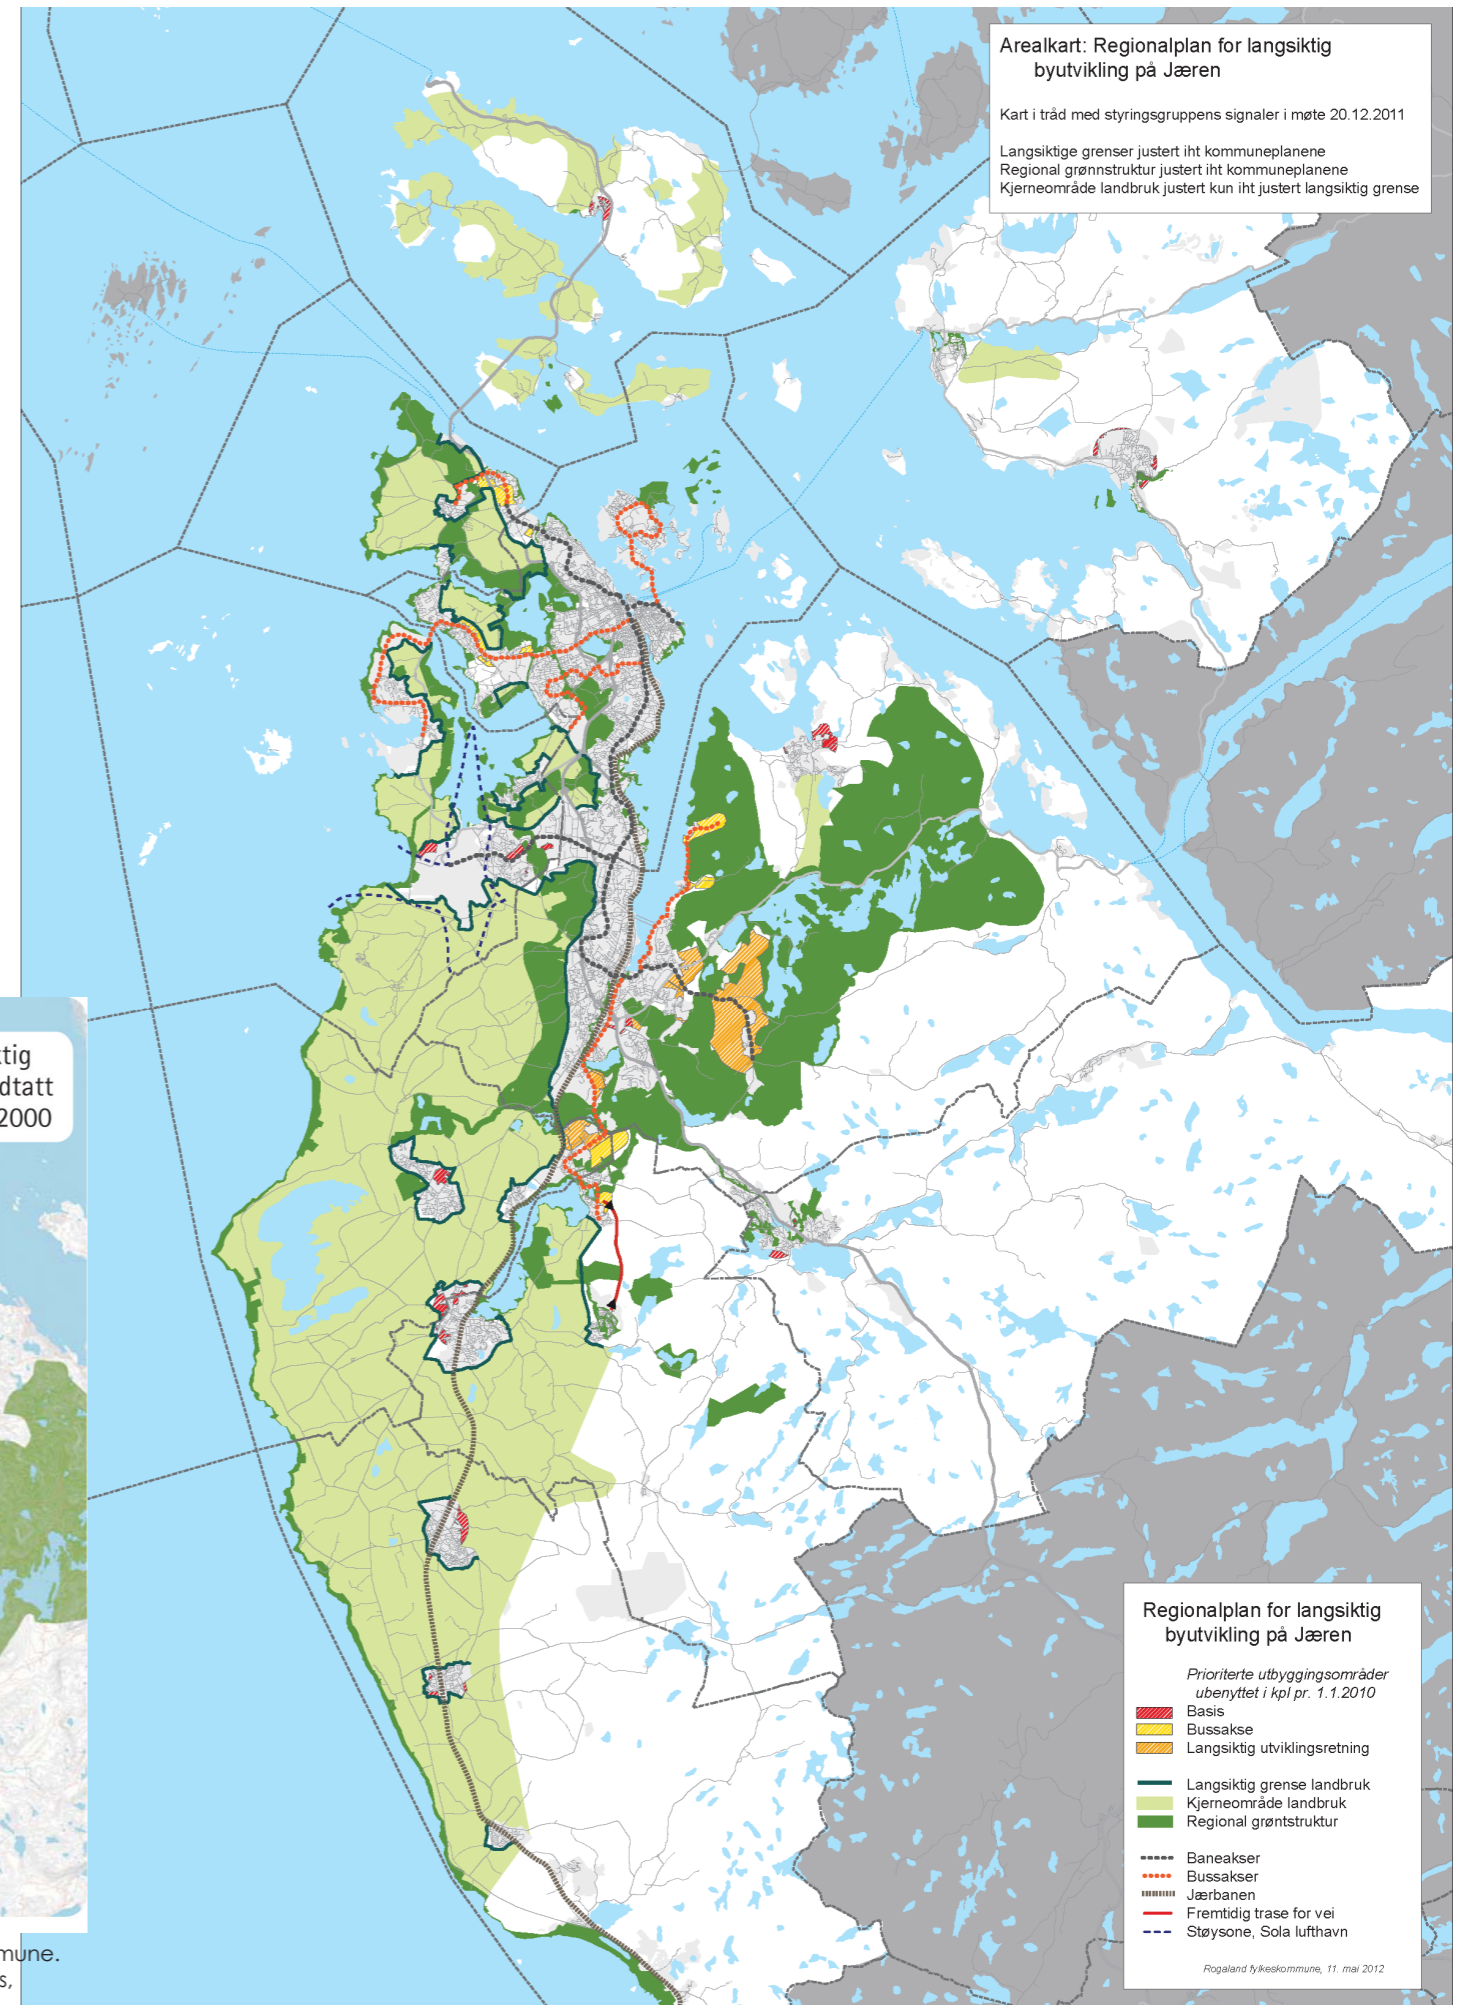 Arealkart: Regionalplan for langsiktig
byutvikling på Jæren
Kart i tråd med styringsgruppens signaler i møte 20.12.2011
Langsiktige grenser justert iht kommuneplanene
Regional grønnstruktur justert iht kommuneplanene
Kjerneområde landbruk justert kun iht justert langsiktig grense
tig
dtatt
2000
mune.
s,
Regionalplan for langsiktig
byutvikling på Jæren
Prioriterte utbyggingsområder
ubenyttet i kpl pr. 1.1.2010
Basis
Bussakse
Langsiktig utviklingsretning
Langsiktig grense landbruk
Kjerneområde landbruk
Regional grøntstruktur
Baneakser
Bussakser
Jærbanen
Fremtidig trase for vei
Støysone, Sola lufthavn
Rogaland fylkeskommune, 11. mai 2012